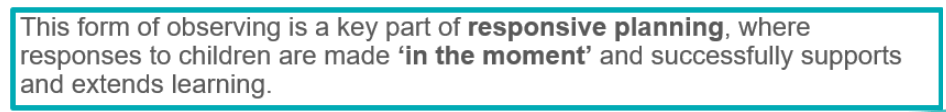 This form of observing is a key part of responsive planning, where
responses to children are made ‘in the moment’ and successfully supports
and extends learning.